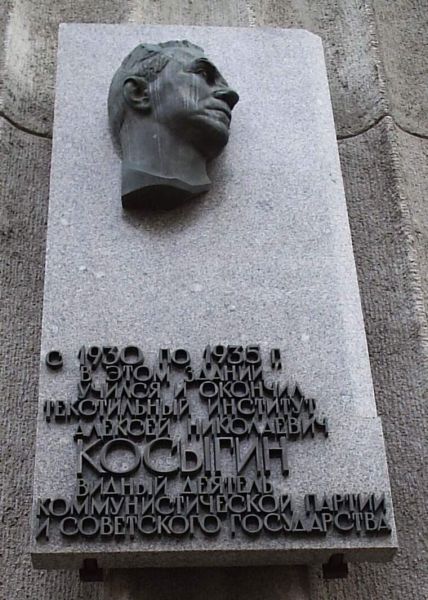 С 1930 ПО 1935 Г.
В ЭТОМ ЗДАНИИ
УЧИЛСЯ И ОКОНЧИЛ
ТЕКСТИЛЬНЫЙ ИНСТИТУТ
АЛЕКСЕЙ НИКОЛАЕВИЧ
КОСЫГИН
ВИДНЫЙ ДЕЯТЕЛЬ
КОММУНИСТИЧЕСКОЙ ПАРТИИ
И СОВЕТСКОГО ГОСУДАРСТВА